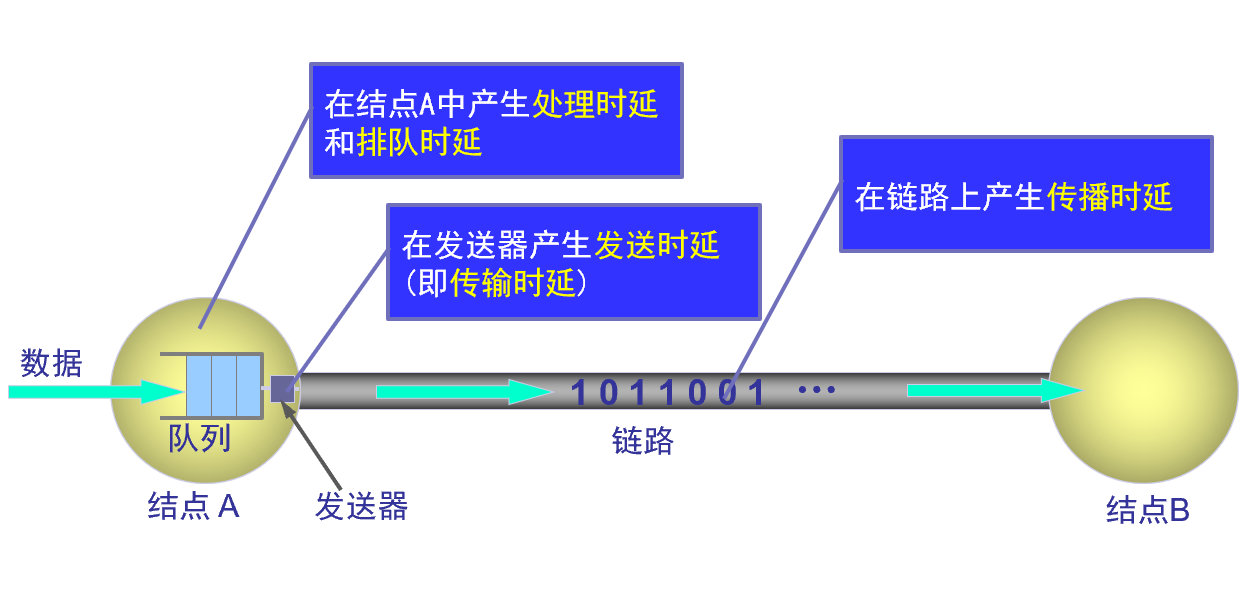 在结点A中产生处理时延
和排队时延
在链路上产生传播时延
在发送器产生发送时延
(即传输时延)
数据
1011001 …
队列
链路
结点 A
发送器
结点B